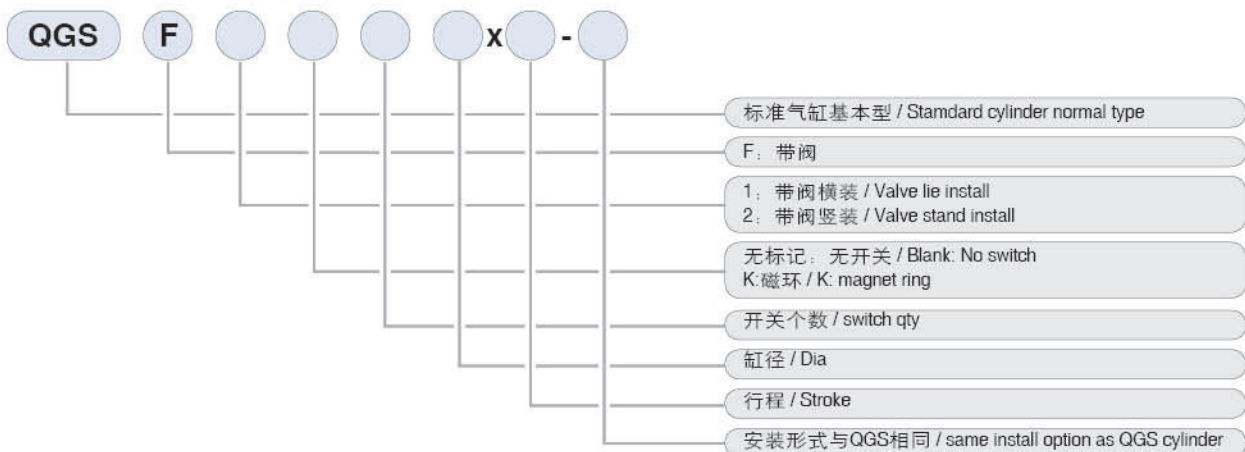 QGS F x -
标准气缸基本型 / Stamdard cylinder normal type
F：带阀
1：带阀横装 / Valve lie install
2：带阀竖装 / Valve stand install
无标记：无开关 / Blank: No switch
K:磁环 / K: magnet ring
开关个数 / switch qty
缸径 / Dia
行程 / Stroke
安装形式与QGS相同 / same install option as QGS cylinder